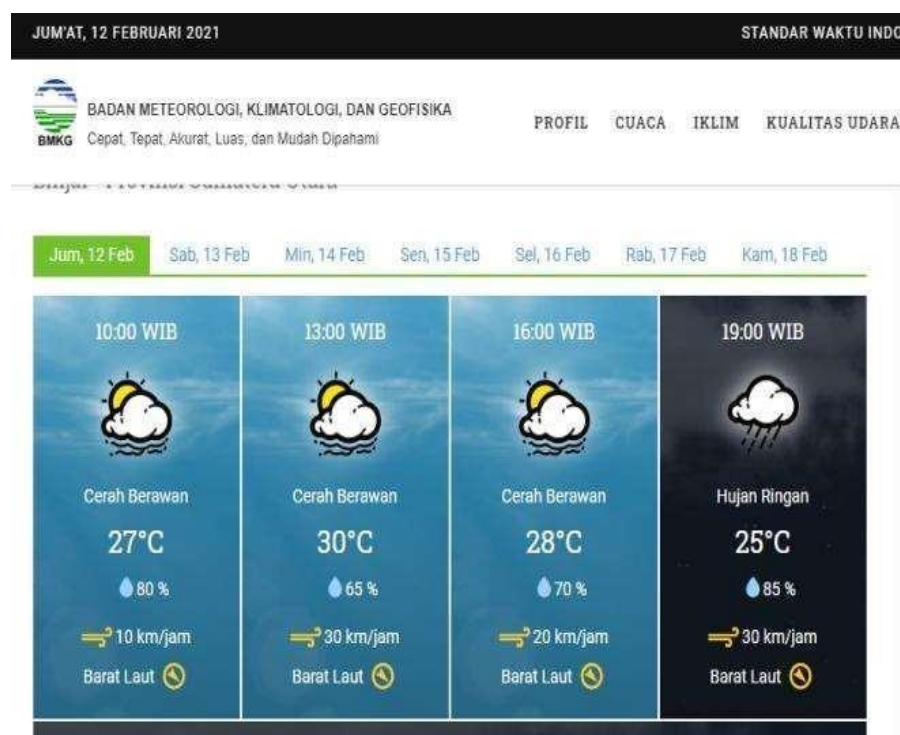 JUM'AT, 12 FEBRUARI 2021 STANDAR WAKTU
BADAN METEOROLOGI, KLIMATOLOGI, DAN GEOFISIKA
BMKG Cepat, Tepat, Akurat, Luas, dan Mudah Dipahami
PROFIL CUACA IKLIM KUALITAS UDARA
Jum, 12 Feb Sab, 13 Feb Min, 14 Feb Sen, 15 Feb Sel, 16 Feb Rab, 17 Feb Kam, 18 Feb
10:00 WIB 13:00 WIB 16:00 WIB 19:00 WIB
Cerah Berawan Cerah Berawan Cerah Berawan Hujan Ringan
27°C 30°C 28°C 25°C
80 % 65 % 70 % 85 %
10 km/jam 30 km/jam 20 km/jam 30 km/jam
Barat Laut Barat Laut Barat Laut Barat Laut